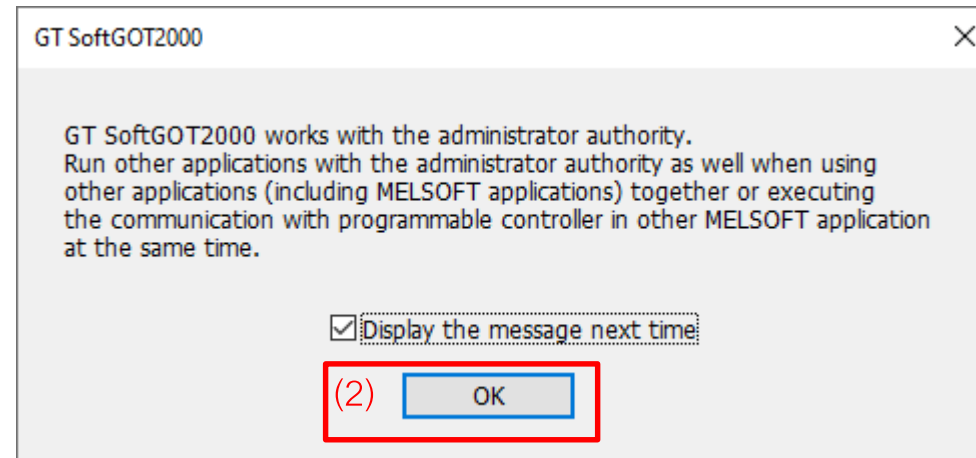 GT SoftGOT2000
GT SoftGOT2000 works with the administrator authority.
Run other applications with the administrator authority as well when using
other applications (including MELSOFT applications) together or executing
the communication with programmable controller in other MELSOFT application
at the same time.
Display the message next time
(2) OK